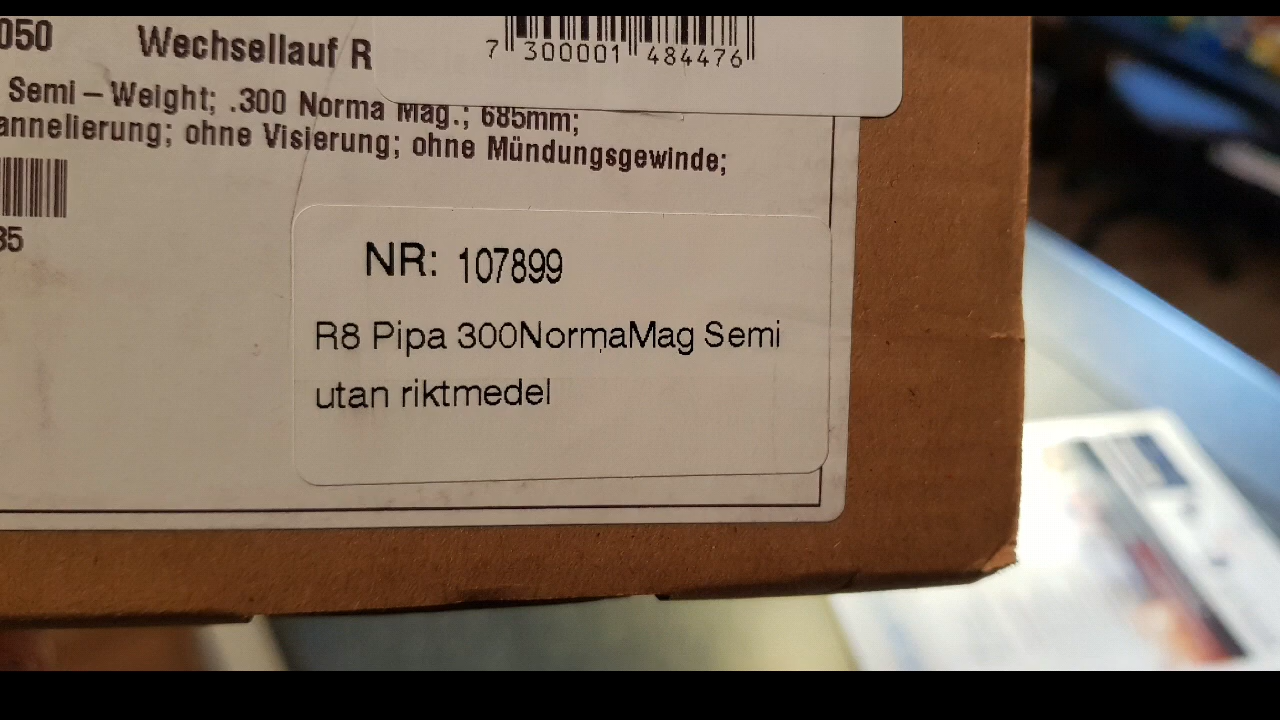 050 Wechsellauf R
7 300001 484476
Semi – Weight; .300 Norma Mag.; 685mm;
annelierung; ohne Visierung; ohne Mündungsgewinde;
35
NR: 107899
R8 Pipa 300NormaMag Semi
utan riktmedel